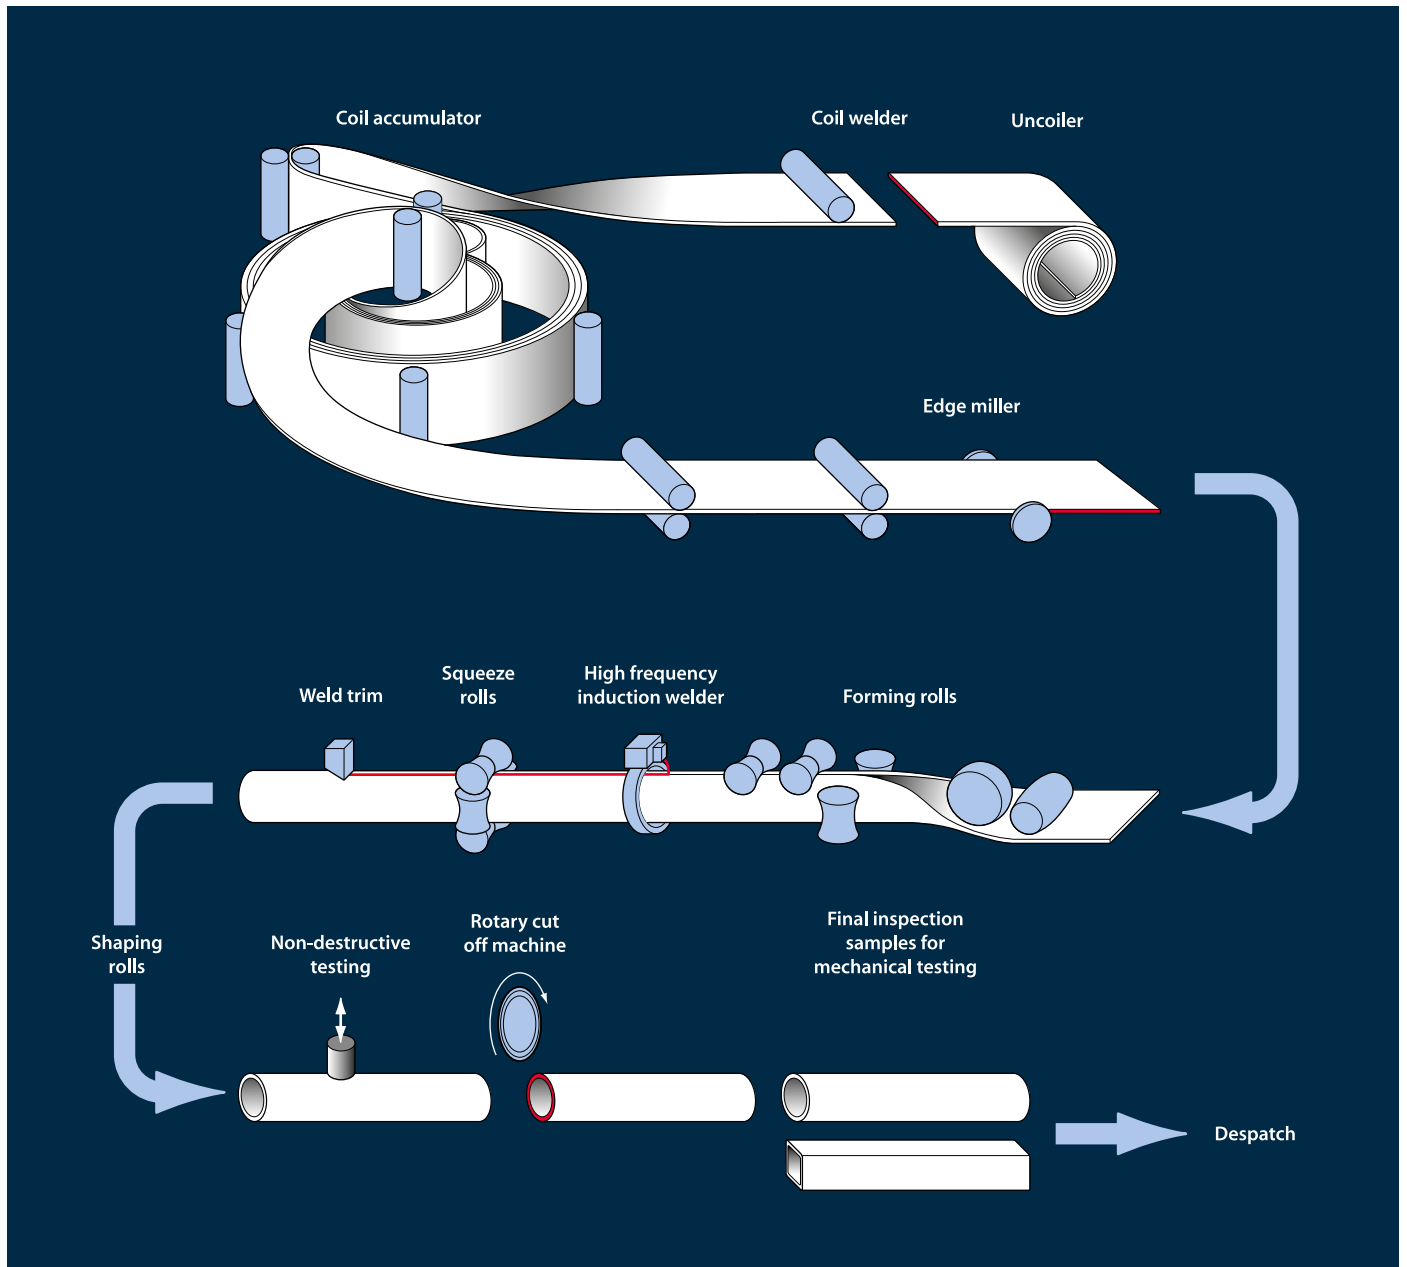 Coil accumulator
Coil welder
Uncoiler
Edge miller
Weld trim
Squeeze
rolls
High frequency
induction welder
Forming rolls
Shaping
rolls
Non-destructive
testing
Rotary cut
off machine
Final inspection
samples for
mechanical testing
Despatch